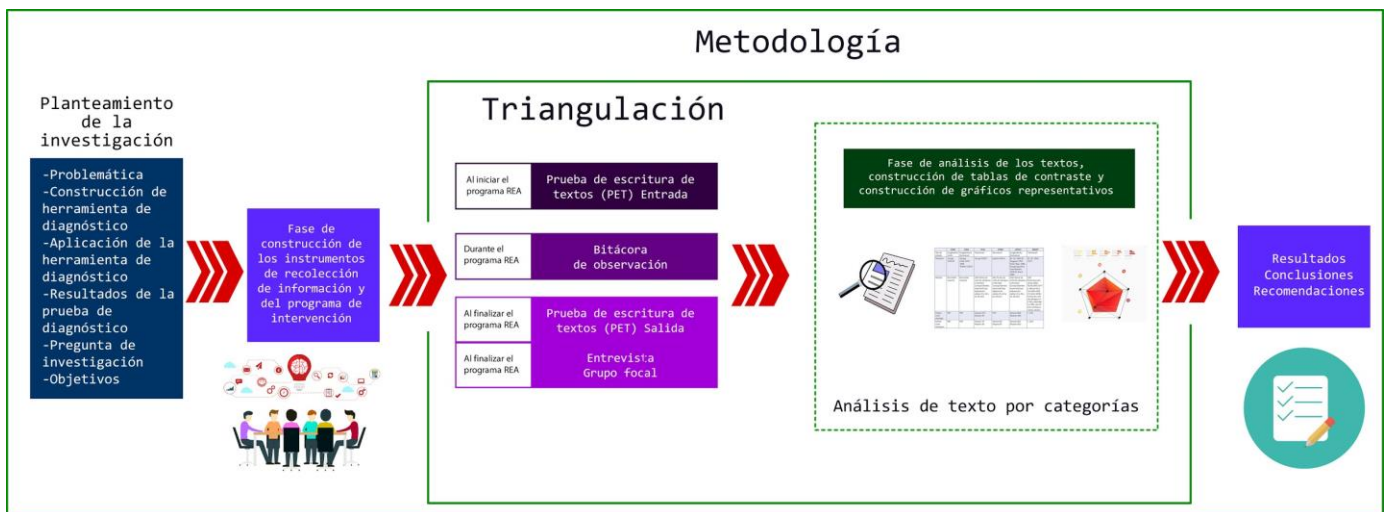 Metodología
Planteamiento
de la
investigación
-Problemática
-Construcción de
herramienta de
diagnóstico
-Aplicación de la
herramienta de
diagnóstico
-Resultados de la
prueba de
diagnóstico
-Pregunta de
investigación
-Objetivos
Fase de
construcción de
los instrumentos
de recolección
de información y
del programa de
intervención
Triangulación
Al iniciar el
programa REA
Prueba de escritura de
textos (PET) Entrada
Durante el
programa REA
Bitácora
de observación
Al finalizar el
programa REA
Prueba de escritura de
textos (PET) Salida
Al finalizar el
programa REA
Entrevista
Grupo focal
Fase de análisis de los textos,
construcción de tablas de contraste y
construcción de gráficos representativos
Análisis de texto por categorías
Resultados
Conclusiones
Recomendaciones